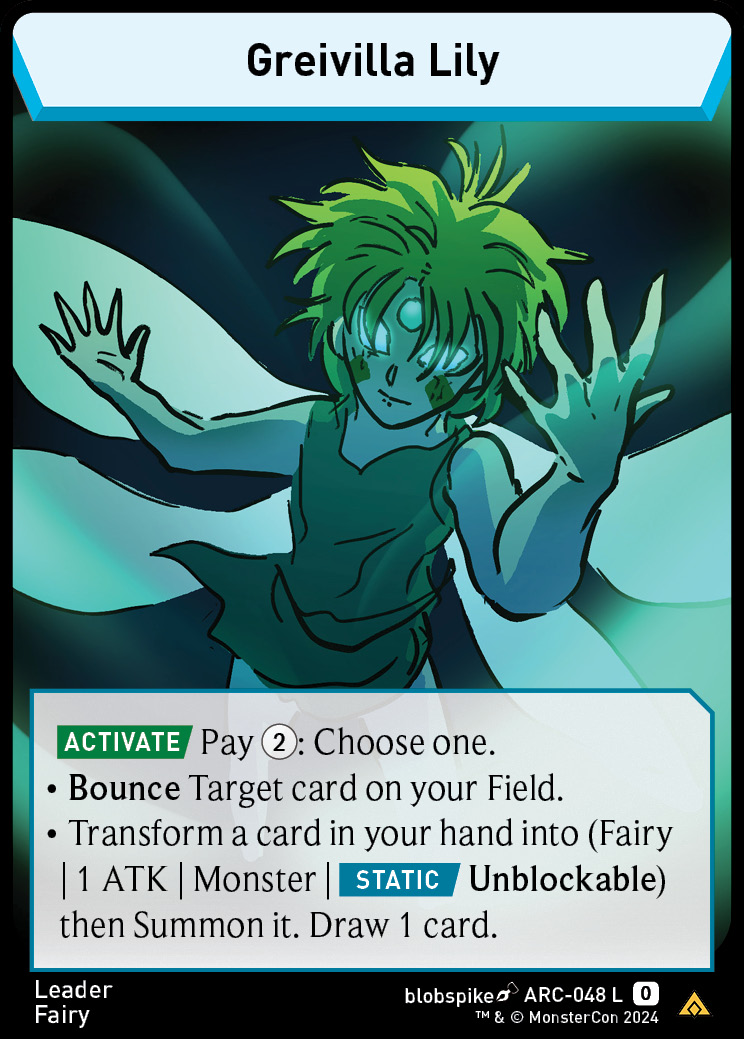 Greivilla Lily
ACTIVATE Pay 2: Choose one.
• Bounce Target card on your Field.
• Transform a card in your hand into (Fairy
| 1 ATK | Monster | STATIC Unblockable)
then Summon it. Draw 1 card.
Leader
Fairy
blobspike ARC-048 L 0
™ & © MonsterCon 2024